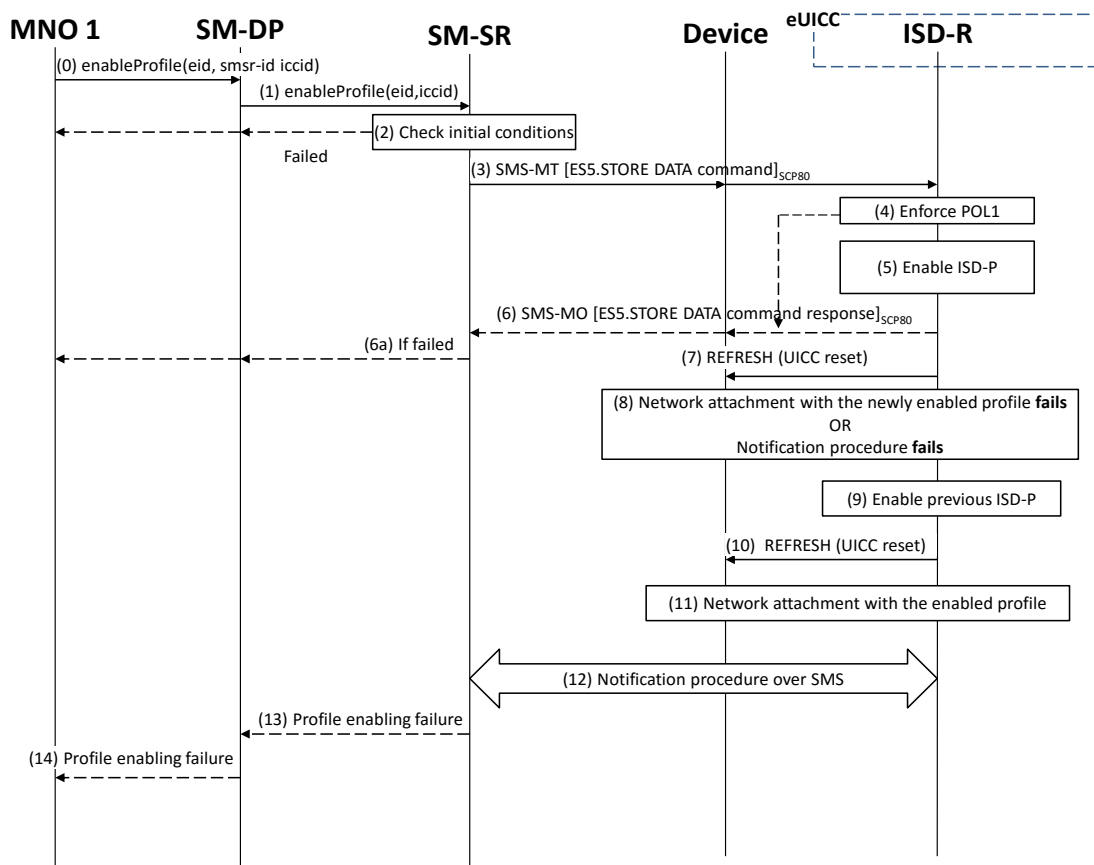 eUICC
MNO 1 SM-DP SM-SR Device ISD-R
(0) enableProfile(eid, smsr-id iccid)
(1) enableProfile(eid,iccid)
(2) Check initial conditions
Failed
(3) SMS-MT [ES5.STORE DATA command]SCP80
(4) Enforce POL1
(5) Enable ISD-P
(6) SMS-MO [ES5.STORE DATA command response]SCP80
(6a) If failed
(7) REFRESH (UICC reset)
(8) Network attachment with the newly enabled profile fails
OR
Notification procedure fails
(9) Enable previous ISD-P
(10) REFRESH (UICC reset)
(11) Network attachment with the enabled profile
(12) Notification procedure over SMS
(13) Profile enabling failure
(14) Profile enabling failure